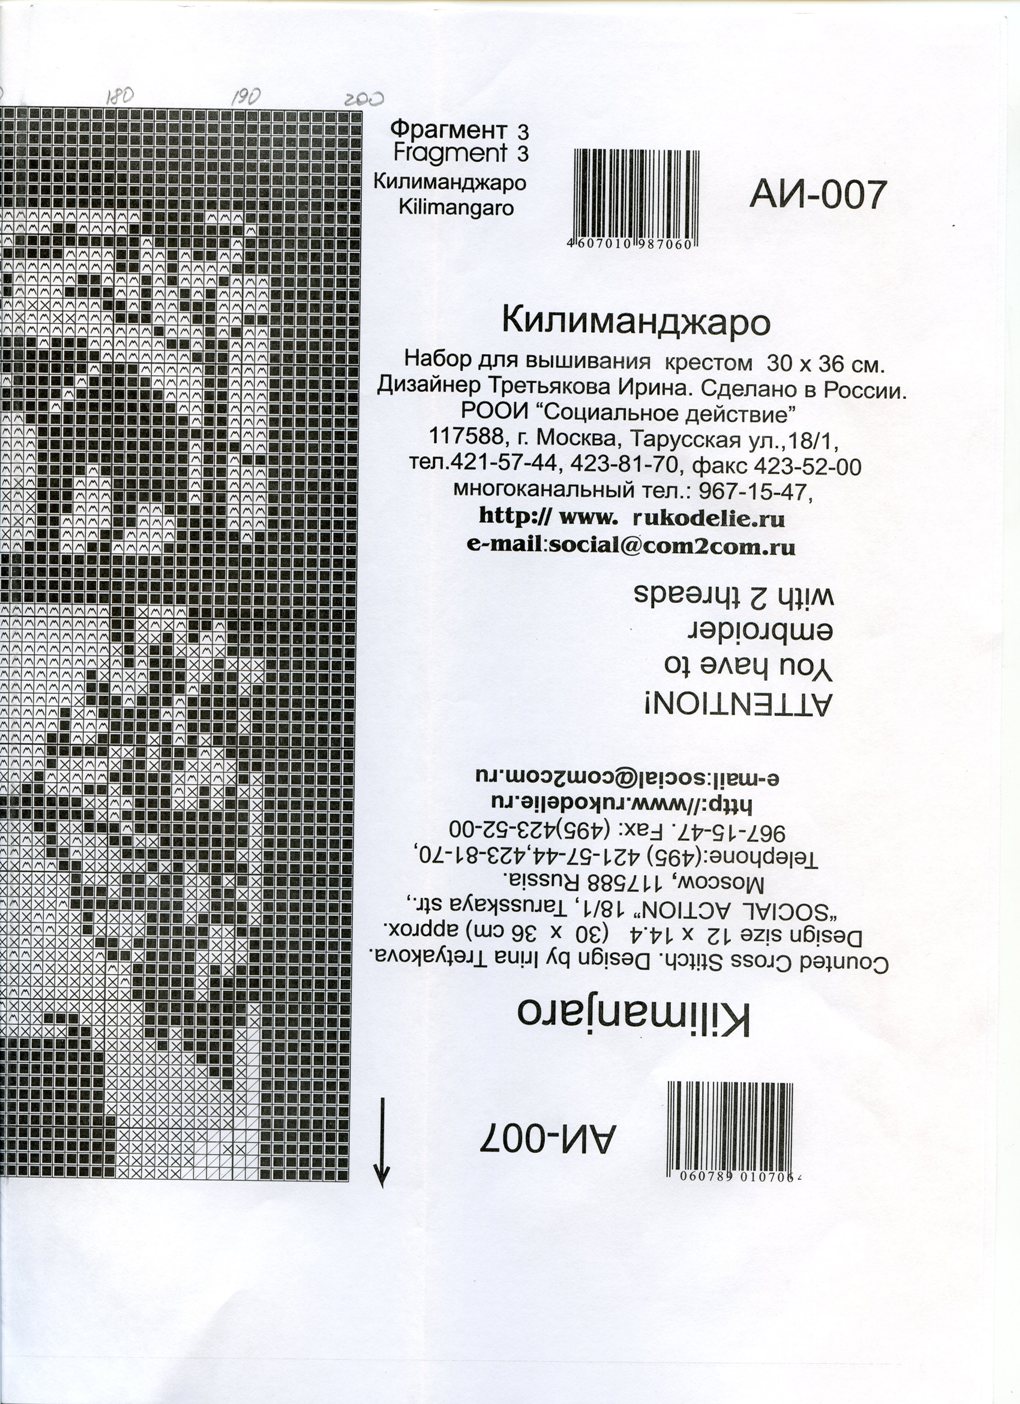 180 190 200
Фрагмент 3
Fragment 3
Килиманджаро
Kilimangaro
4 607010 987060
АИ-007
Килиманджаро
Набор для вышивания крестом 30 x 36 см.
Дизайнер Третьякова Ирина. Сделано в России.
РООИ “Социальное действие”
117588, г. Москва, Тарусская ул.,18/1,
тел.421-57-44, 423-81-70, факс 423-52-00
многоканальный тел.: 967-15-47,
http:// www. rukodelie.ru
e-mail:social@com2com.ru
АИ-007
Kilimanjaro
Counted Cross Stitch. Design by Irina Tretyakova.
Design size 12 x 14.4 (30 x 36 cm) approx.
“SOCIAL ACTION” 18/1, Tarusskaya str.,
Moscow, 117588 Russia.
Telephone:(495) 421-57-44,423-81-70,
967-15-47. Fax: (495)423-52-00
http://www.rukodelie.ru
e-mail:social@com2com.ru
ATTENTION!
You have to
embroider
with 2 threads
060789 010706